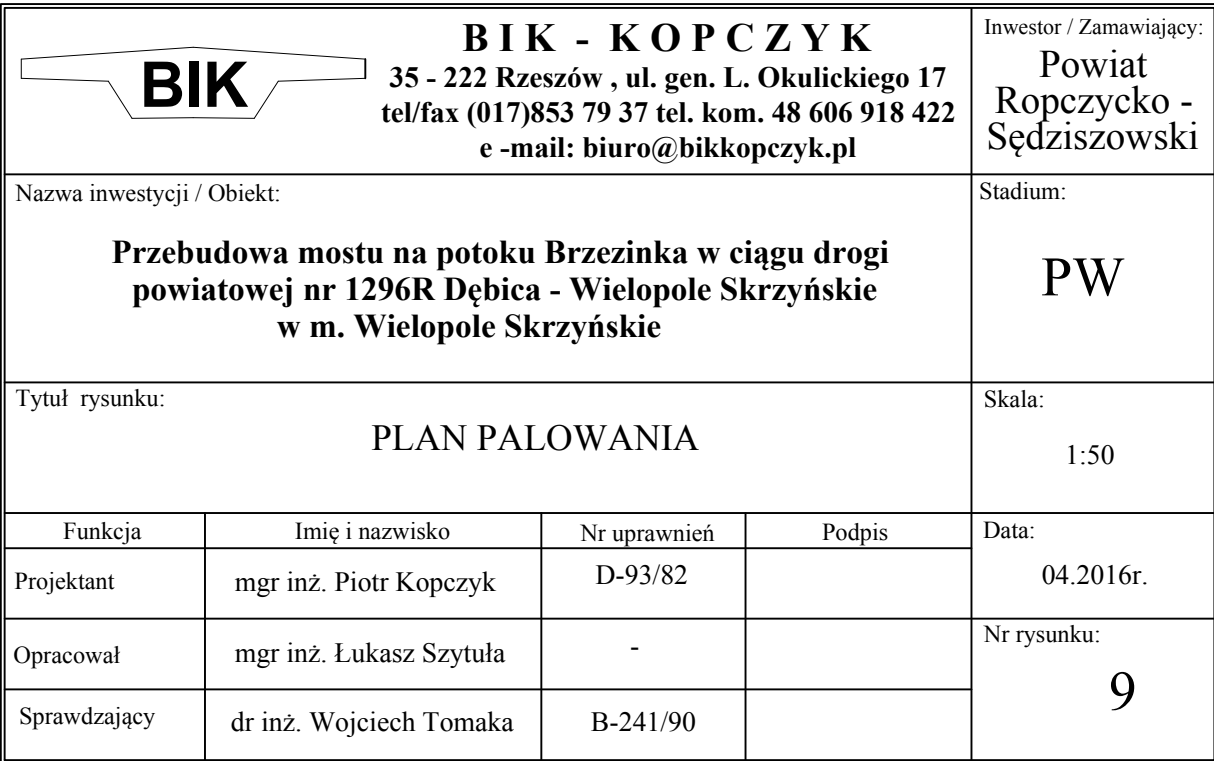 BIK
B I K - K O P C Z Y K
35 - 222 Rzeszów , ul. gen. L. Okulickiego 17
tel/fax (017)853 79 37 tel. kom. 48 606 918 422
e -mail: biuro@bikkopczyk.pl
Inwestor / Zamawiający:
Powiat
Ropczycko -
Sędziszowski
Nazwa inwestycji / Obiekt:
Przebudowa mostu na potoku Brzezinka w ciągu drogi
powiatowej nr 1296R Dębica - Wielopole Skrzyńskie
w m. Wielopole Skrzyńskie
Stadium:
PW
Tytuł rysunku:
PLAN PALOWANIA
Skala:
1:50
Funkcja Imię i nazwisko Nr uprawnień Podpis
Projektant mgr inż. Piotr Kopczyk D-93/82
Opracował mgr inż. Łukasz Szytuła -
Sprawdzający dr inż. Wojciech Tomaka B-241/90
Data:
04.2016r.
Nr rysunku:
9